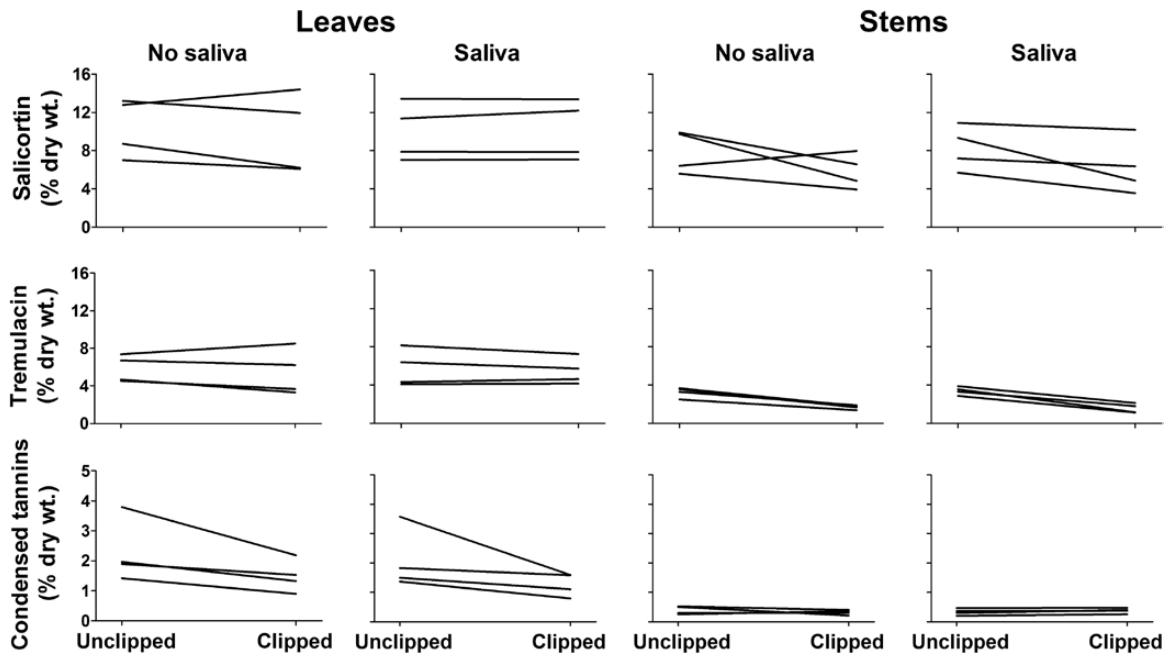 Leaves
Stems
No saliva
Saliva
No saliva
Saliva
Salicortin
(% dry wt.)
16
12
8
4
0
Tremulacin
(% dry wt.)
16
12
8
4
0
Condensed tannins
(% dry wt.)
5
4
3
2
1
0
Unclipped Clipped
Unclipped Clipped
Unclipped Clipped
Unclipped Clipped